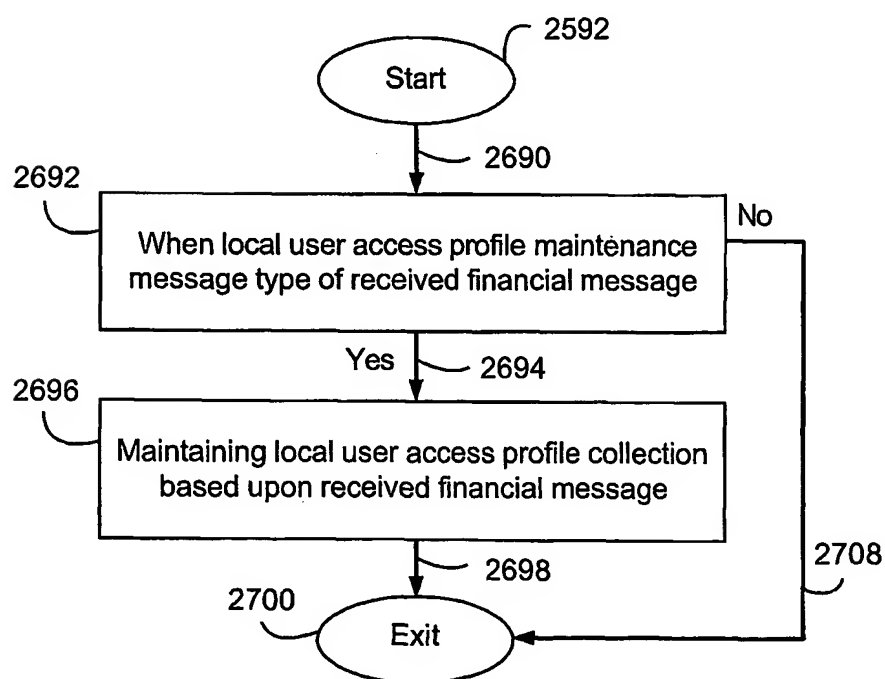 2592
Start
2690
2692
No
When local user access profile maintenance
message type of received financial message
Yes
2694
2696
Maintaining local user access profile collection
based upon received financial message
2698
2708
2700
Exit